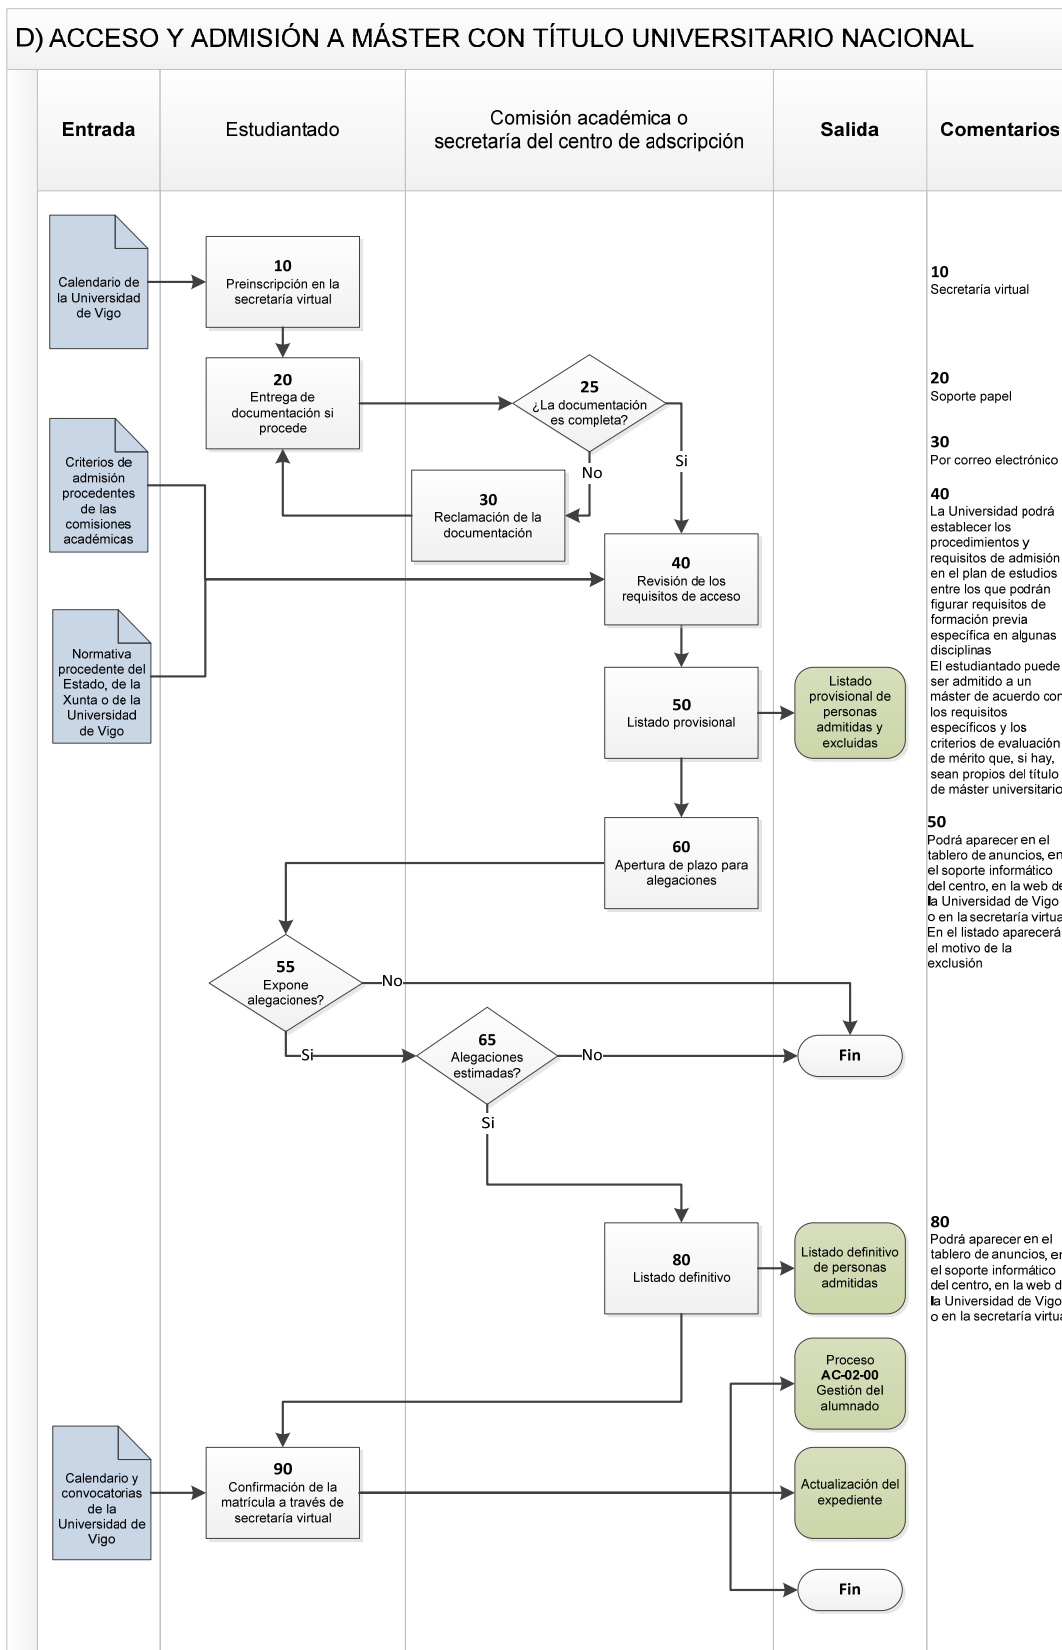 D) ACCESO Y ADMISIÓN A MÁSTER CON TÍTULO UNIVERSITARIO NACIONAL
Entrada
Estudiantado
Comisión académica o
secretaría del centro de adscripción
Salida
Comentarios
Calendario de
la Universidad
de Vigo
10
Preinscripción en la
secretaría virtual
10
Secretaría virtual
20
Entrega de
documentación si
procede
25
¿La documentación
es completa?
No
Si
20
Soporte papel
Criterios de
admisión
procedentes
de las
comisiones
académicas
30
Reclamación de la
documentación
30
Por correo electrónico
40
Revisión de los
requisitos de acceso
40
La Universidad podrá
establecer los
procedimientos y
requisitos de admisión
en el plan de estudios
entre los que podrán
figurar requisitos de
formación previa
específica en algunas
disciplinas
El estudiantado puede
ser admitido a un
máster de acuerdo con
los requisitos
específicos y los
criterios de evaluación
de mérito que, si hay,
sean propios del título
de máster universitario
Normativa
procedente del
Estado, de la
Xunta o de la
Universidad
de Vigo
50
Listado provisional
Listado
provisional de
personas
admitidas y
excluidas
60
Apertura de plazo para
alegaciones
50
Podrá aparecer en el
tablero de anuncios, en
el soporte informático
del centro, en la web de
la Universidad de Vigo
o en la secretaría virtua
En el listado aparecerá
el motivo de la
exclusión
55
Expone
alegaciones?
No
Si
65
Alegaciones
estimadas?
No
Si
Fin
80
Listado definitivo
Listado definitivo
de personas
admitidas
80
Podrá aparecer en el
tablero de anuncios, en
el soporte informático
del centro, en la web d
la Universidad de Vigo
o en la secretaría virtua
Proceso
AC-02-00
Gestión del
alumnado
Calendario y
convocatorias
de la
Universidad de
Vigo
90
Confirmación de la
matrícula a través de
secretaría virtual
Actualización del
expediente
Fin